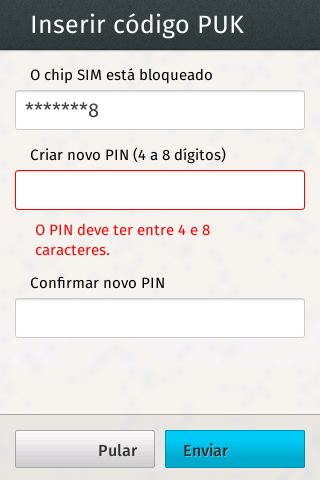 Inserir código PUK
O chip SIM está bloqueado
*******8
Criar novo PIN (4 a 8 dígitos)
O PIN deve ter entre 4 e 8
caracteres.
Confirmar novo PIN
Pular
Enviar